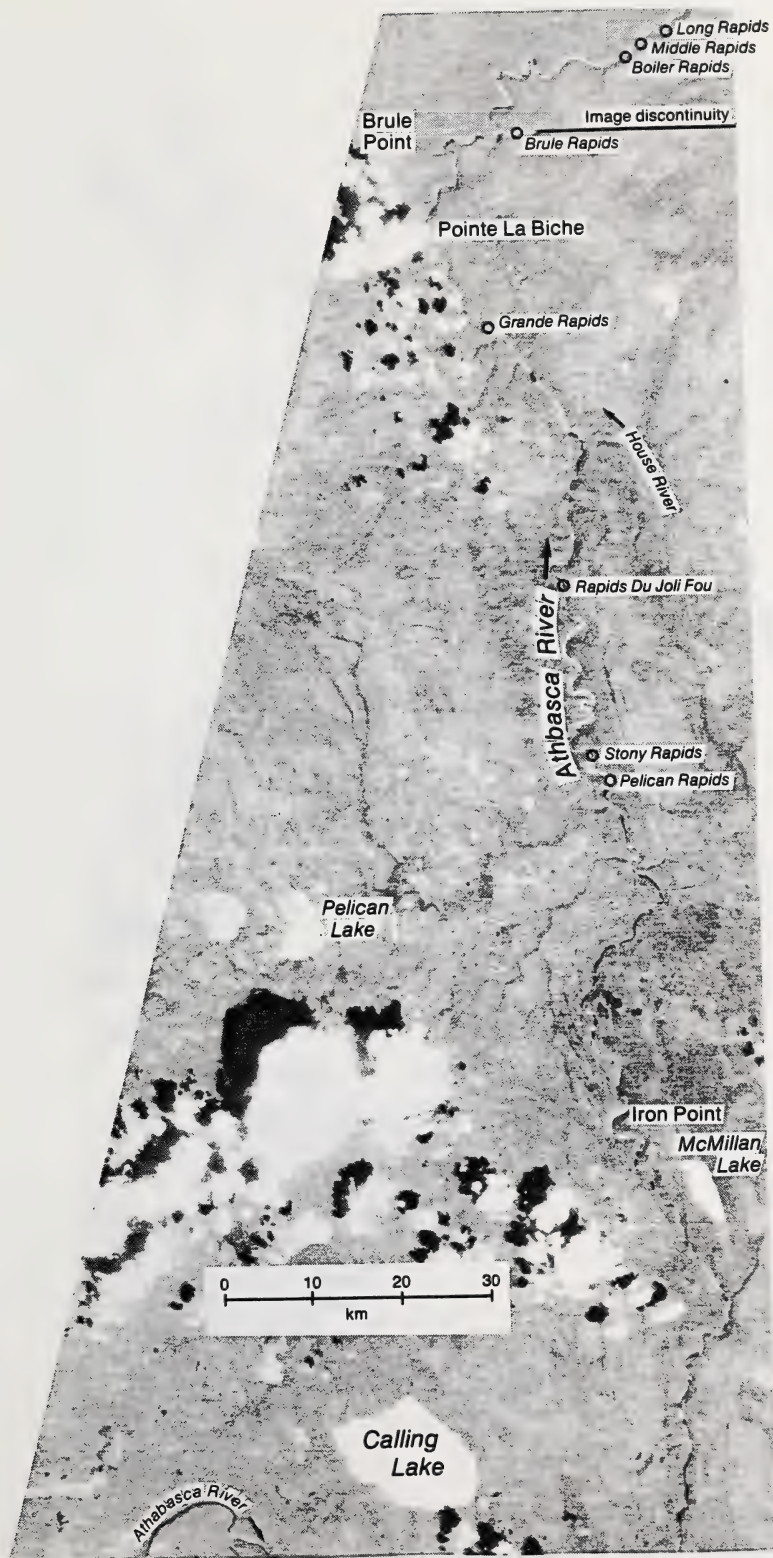 Long Rapids
Middle Rapids
Boiler Rapids
Image discontinuity
Brule
Point
Brule Rapids
Pointe La Biche
Grande Rapids
House River
Rapids Du Joli Fou
Athbasca River
Stony Rapids
Pelican Rapids
Pelican
Lake
Iron Point
McMillan
Lake
0 10 20 30
km
Calling
Lake
Athabasca River